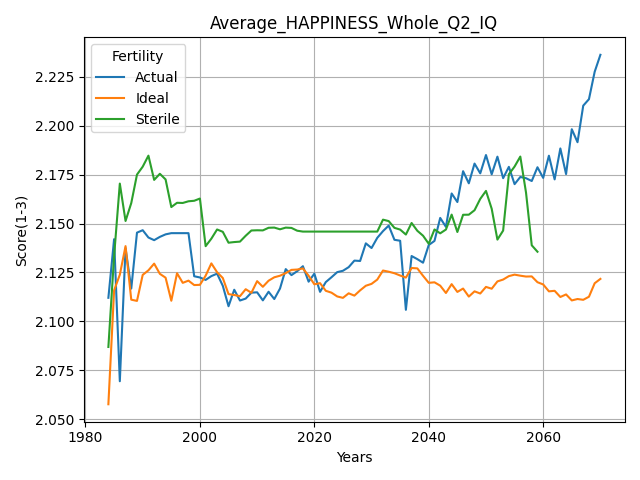 Average_HAPPINESS_Whole_Q2_IQ
Fertility
Actual
Ideal
Sterile
Score(1-3)
2.225
2.200
2.175
2.150
2.125
2.100
2.075
2.050
1980
2000
2020
2040
2060
Years